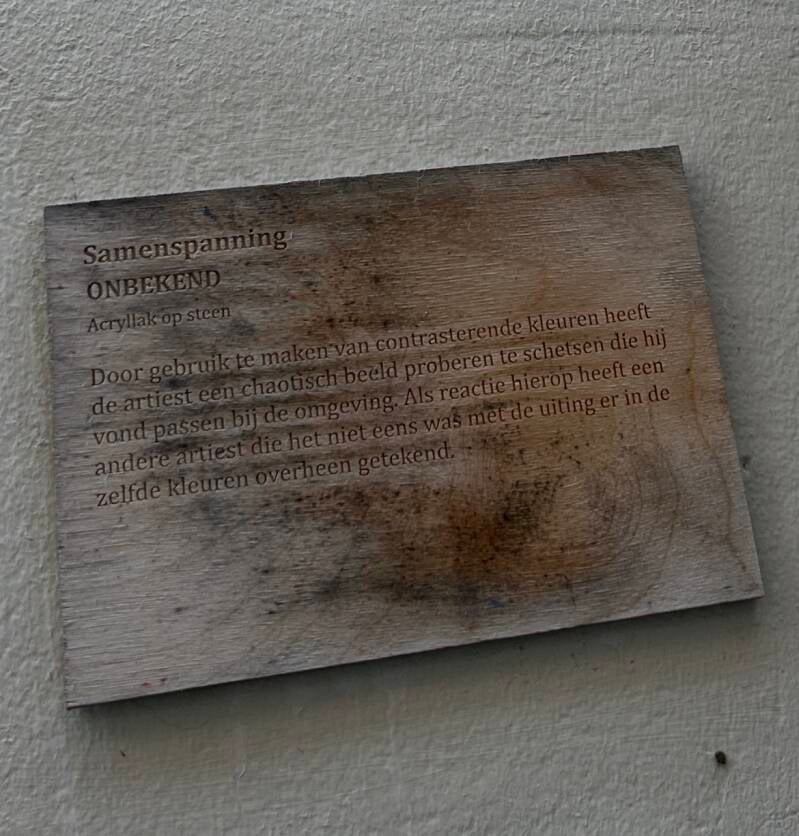 Samenspanning
ONBEKEND
Acryllak op steen
Door gebruik te maken van contrasterende kleuren heeft
de artiest een chaotisch beeld proberen te schetsen die hij
vond passen bij de omgeving. Als reactie hierop heeft een
andere artiest die het niet eens was met de uiting er in de
zelfde kleuren overheen getekend.